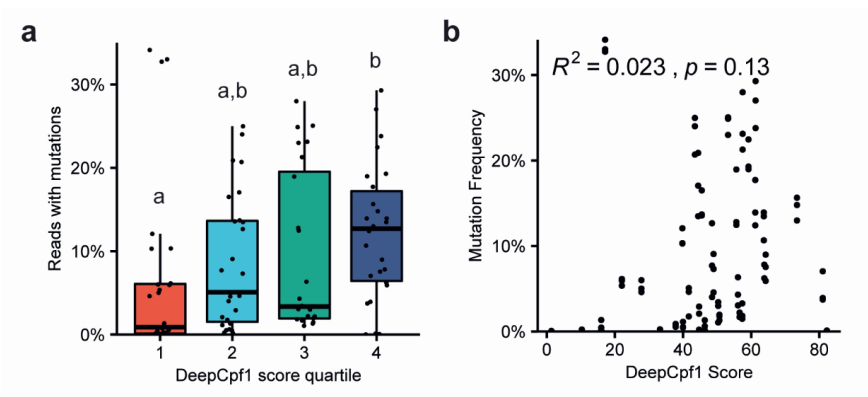 a
Reads with mutations
30%
20%
10%
0%
a
a,b
a,b
b
1 2 3 4
DeepCpf1 score quartile
b
Mutation Frequency
30%
20%
10%
0%
R² = 0.023 , p = 0.13
0 20 40 60 80
DeepCpf1 Score